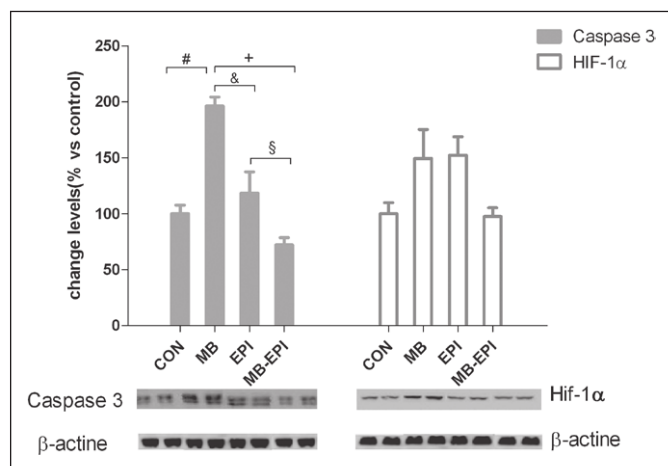 Caspase 3
HIF-1α
change levels(% vs control)
250
200
150
100
50
0
#
+
&
§
CON
MB
EPI
MB-EPI
CON
MB
EPI
MB-EPI
Caspase 3
Hif-1α
β-actine
β-actine